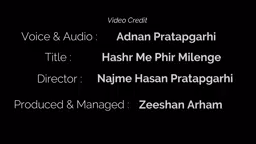 Video Credit
Voice & Audio : Adnan Pratapgarhi
Title : Hashr Me Phir Milenge
Director : Najme Hasan Pratapgarhi
Produced & Managed : Zeeshan Arham